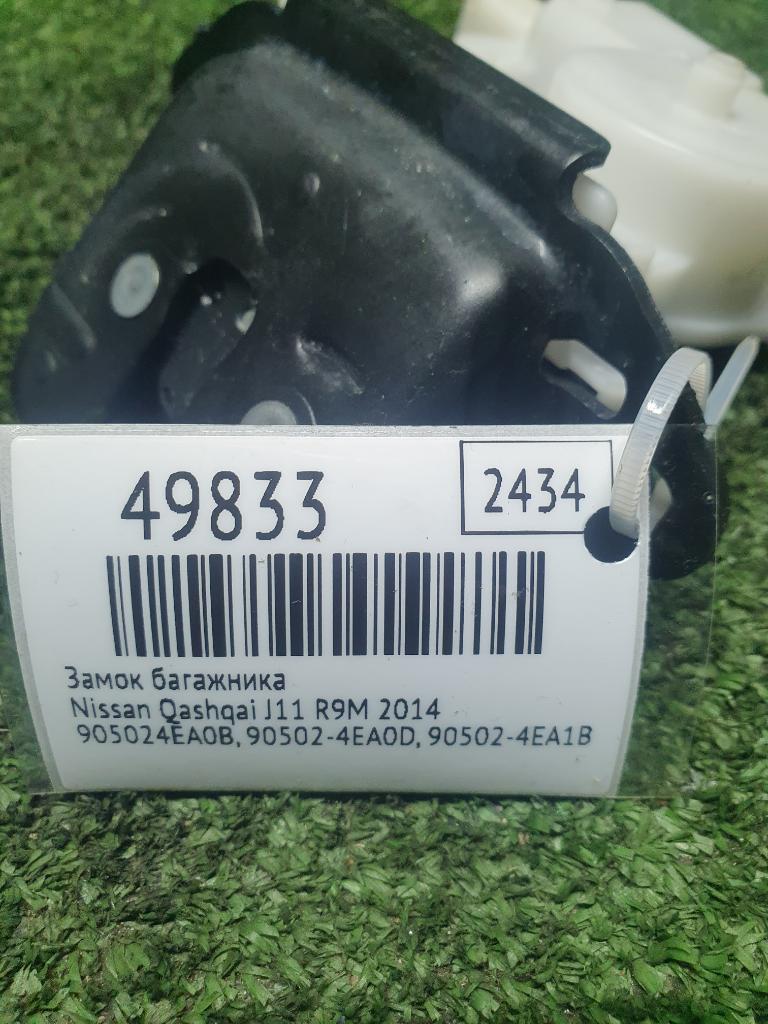 49833
2434
Замок багажника
Nissan Qashqai J11 R9M 2014
905024EA0B, 90502-4EA0D, 90502-4EA1B